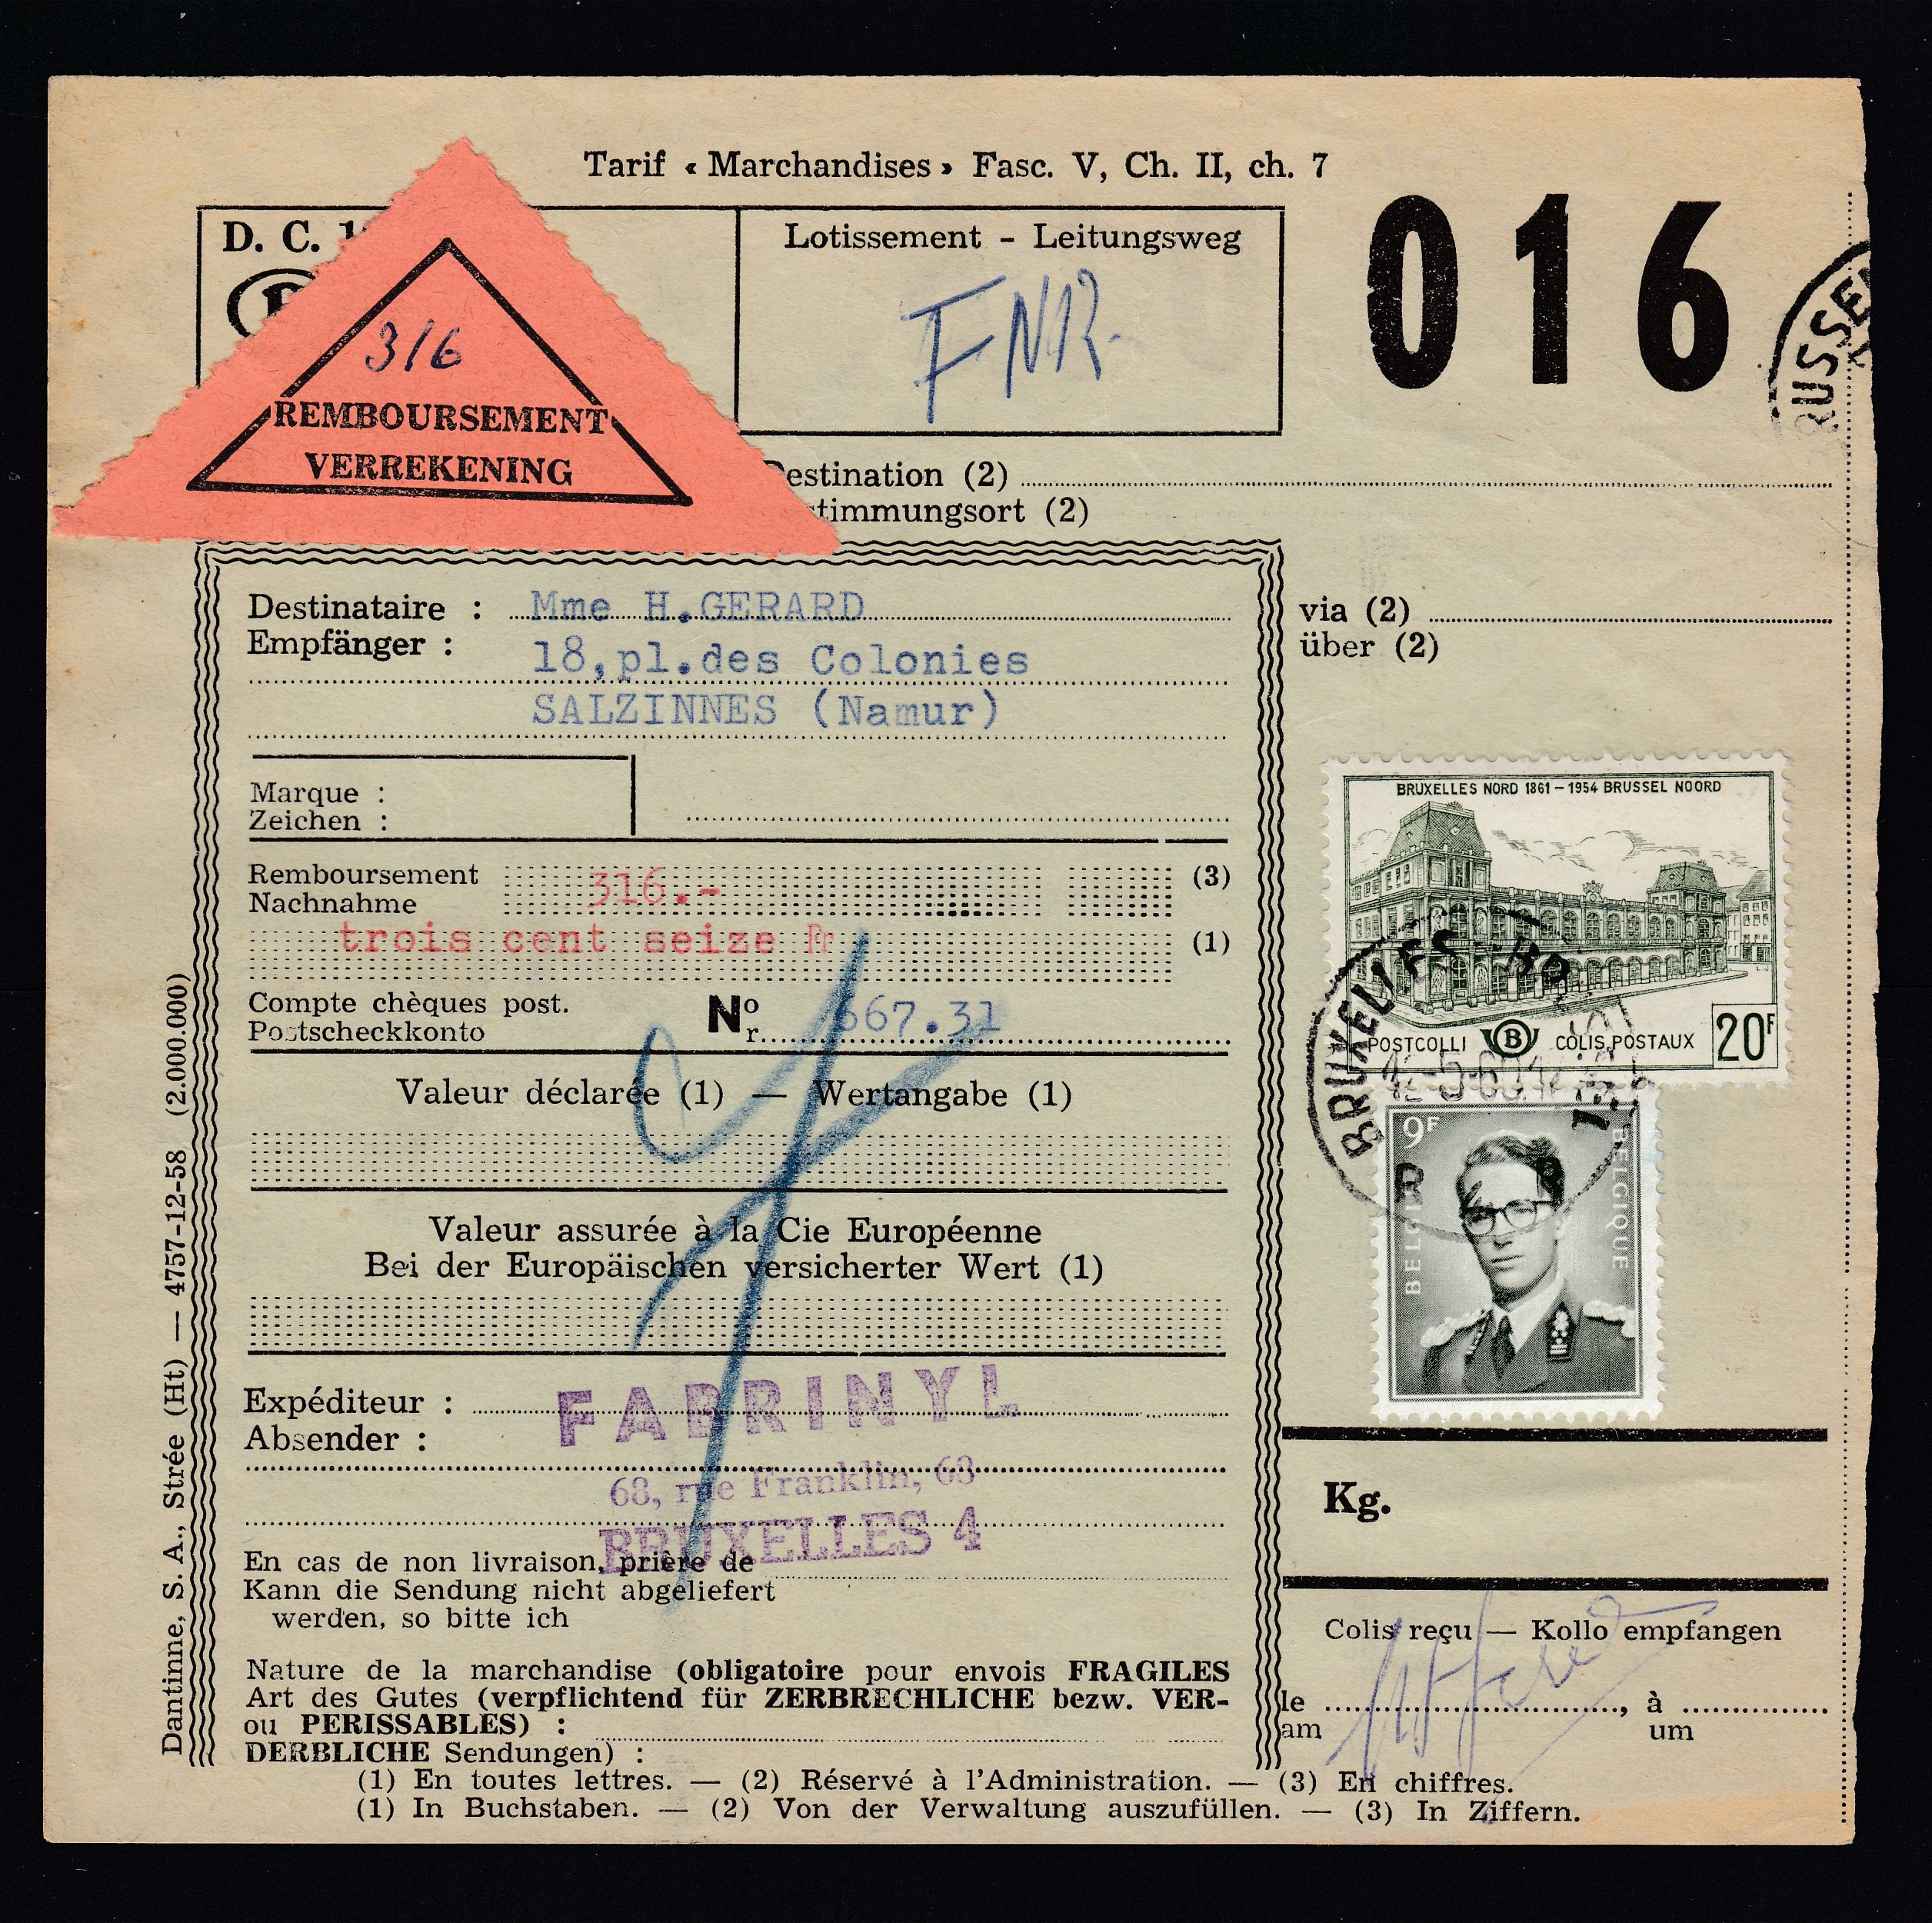 Tarif « Marchandises » Fasc. V, Ch. II, ch. 7
D. C.
Lotissement - Leitungsweg
FNR
016
316
REMBOURSEMENT
VERREKENING
Destination (2)
stimmungsort (2)
Destinataire : Mme H.GERARD
Empfänger : 18,pl.des Colonies
SALZINNES (Namur)
via (2)
über (2)
Marque :
Zeichen :
Remboursement 316.- (3)
Nachnahme
trois cent seize Fr (1)
Compte chèques post. No 667.31
Postscheckkonto r.
Valeur déclarée (1) — Wertangabe (1)
Valeur assurée à la Cie Européenne
Bei der Europäischen versicherter Wert (1)
Expéditeur : FABRINYL
Absender :
68, rue Franklin, 68
BRUXELLES 4
En cas de non livraison, prière de
Kann die Sendung nicht abgeliefert
werden, so bitte ich
Nature de la marchandise (obligatoire pour envois FRAGILES
Art des Gutes (verpflichtend für ZERBRECHLICHE bezw. VER-
ou PERISSABLES) :
DERBLICHE Sendungen) :
BRUXELLES NORD 1861 - 1954 BRUSSEL NOORD
POSTCOLLI B COLIS POSTAUX 20F
BRUXELLES
9F
BELGIE BELGIQUE
Kg.
Colis reçu — Kollo empfangen
le , à
am um
(1) En toutes lettres. — (2) Réservé à l'Administration. — (3) En chiffres.
(1) In Buchstaben. — (2) Von der Verwaltung auszufüllen. — (3) In Ziffern.
Dantinne, S. A., Strée (Ht) — 4757-12-58 (2.000.000)